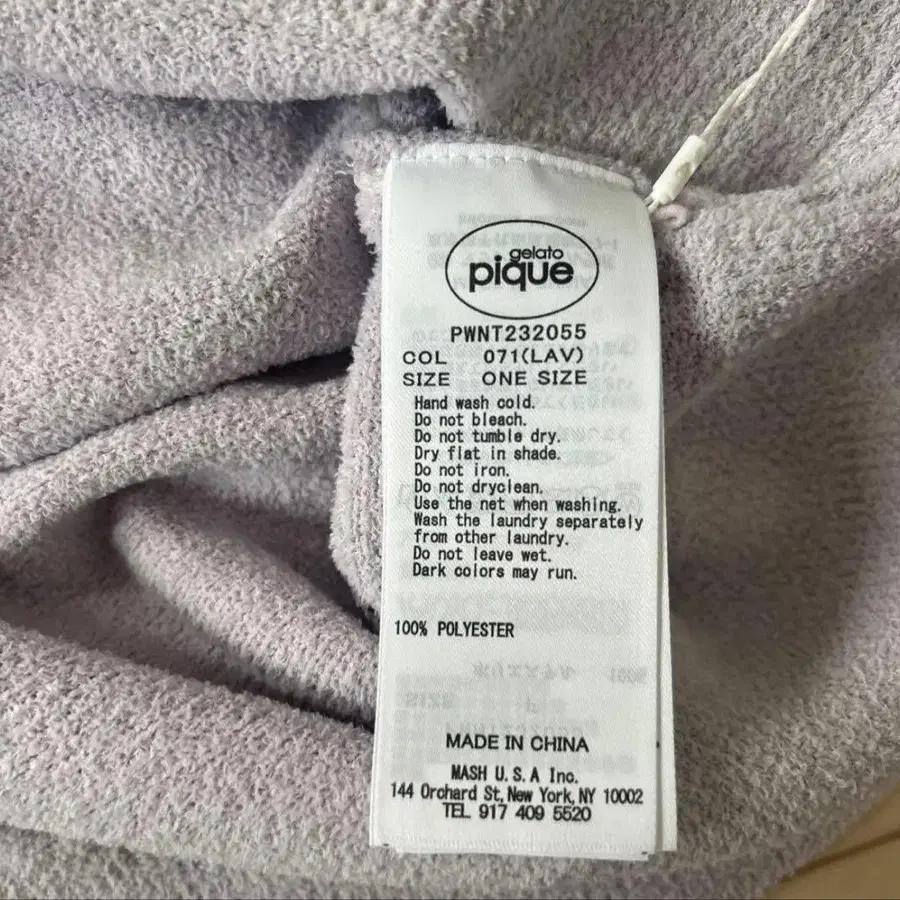 gelato
pique
PWNT232055
COL 071(LAV)
SIZE ONE SIZE
Hand wash cold.
Do not bleach.
Do not tumble dry.
Dry flat in shade.
Do not iron.
Do not dryclean.
Use the net when washing.
Wash the laundry separately
from other laundry.
Do not leave wet.
Dark colors may run.
100% POLYESTER
MADE IN CHINA
MASH U.S.A Inc.
144 Orchard St, New York, NY 10002
TEL 917 409 5520